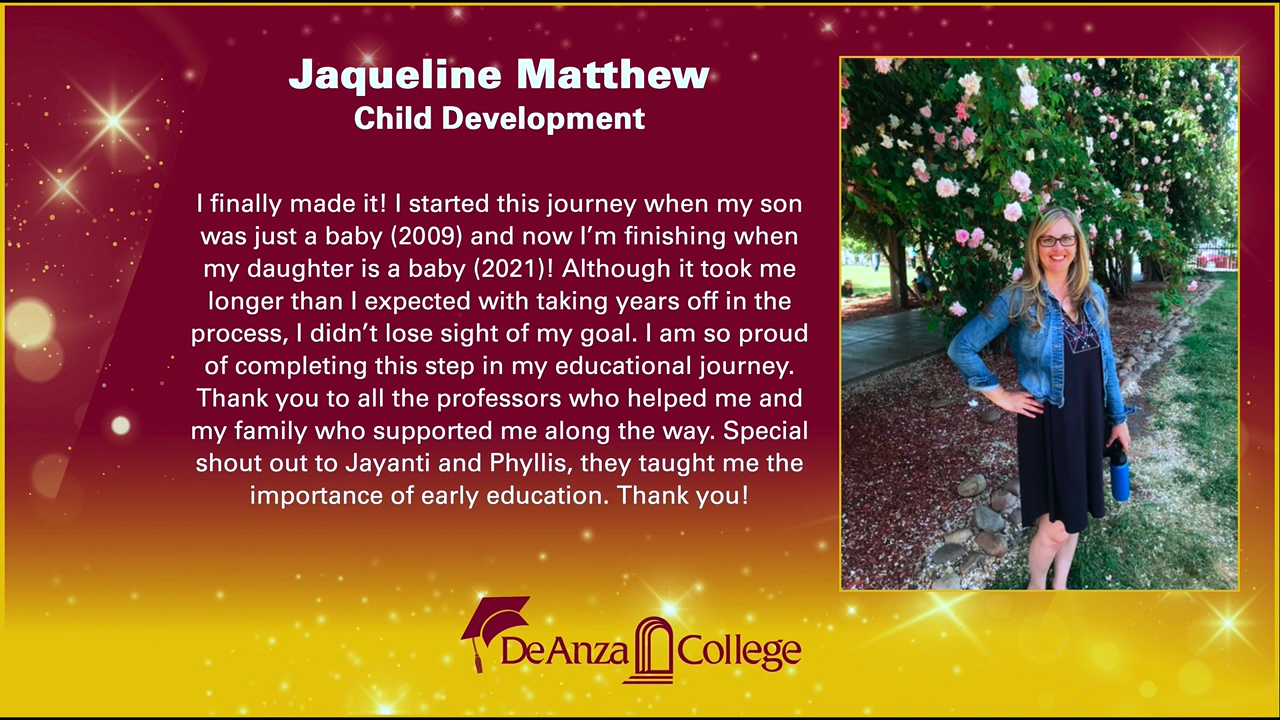 Jaqueline Matthew
Child Development
I finally made it! I started this journey when my son
was just a baby (2009) and now I’m finishing when
my daughter is a baby (2021)! Although it took me
longer than I expected with taking years off in the
process, I didn’t lose sight of my goal. I am so proud
of completing this step in my educational journey.
Thank you to all the professors who helped me and
my family who supported me along the way. Special
shout out to Jayanti and Phyllis, they taught me the
importance of early education. Thank you!
DeAnza College